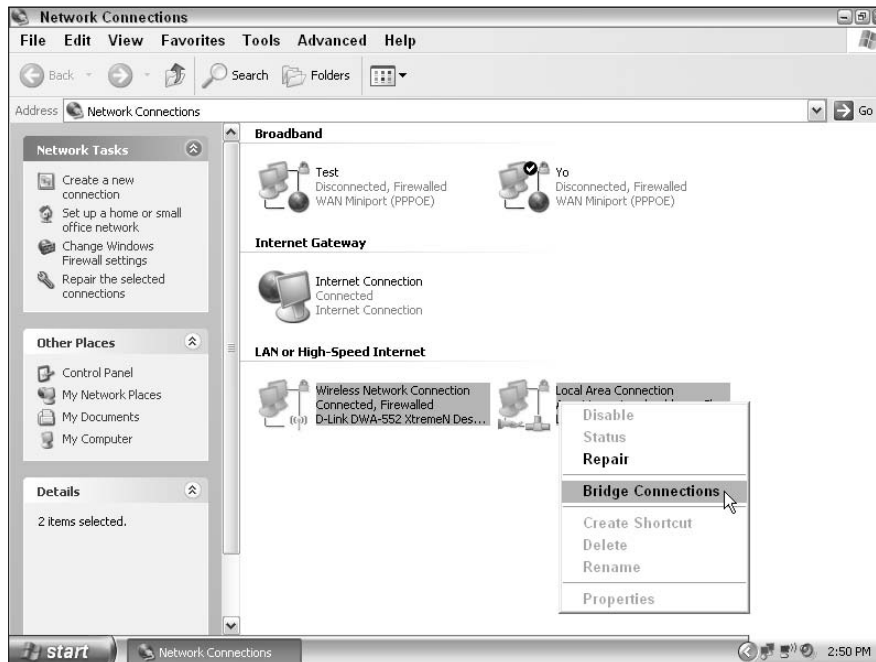 Network Connections
File Edit View Favorites Tools Advanced Help
Back Search Folders
Address Network Connections Go
Network Tasks
Create a new
connection
Set up a home or small
office network
Change Windows
Firewall settings
Repair the selected
connections
Other Places
Control Panel
My Network Places
My Documents
My Computer
Details
2 items selected.
Broadband
Test
Disconnected, Firewalled
WAN Miniport (PPPOE)
Yo
Disconnected, Firewalled
WAN Miniport (PPPOE)
Internet Gateway
Internet Connection
Connected
Internet Connection
LAN or High-Speed Internet
Wireless Network Connection
Connected, Firewalled
D-Link DWA-552 XtremeN Des...
Local Area Connection
Disable
Status
Repair
Bridge Connections
Create Shortcut
Delete
Rename
Properties
start Network Connections 2:50 PM